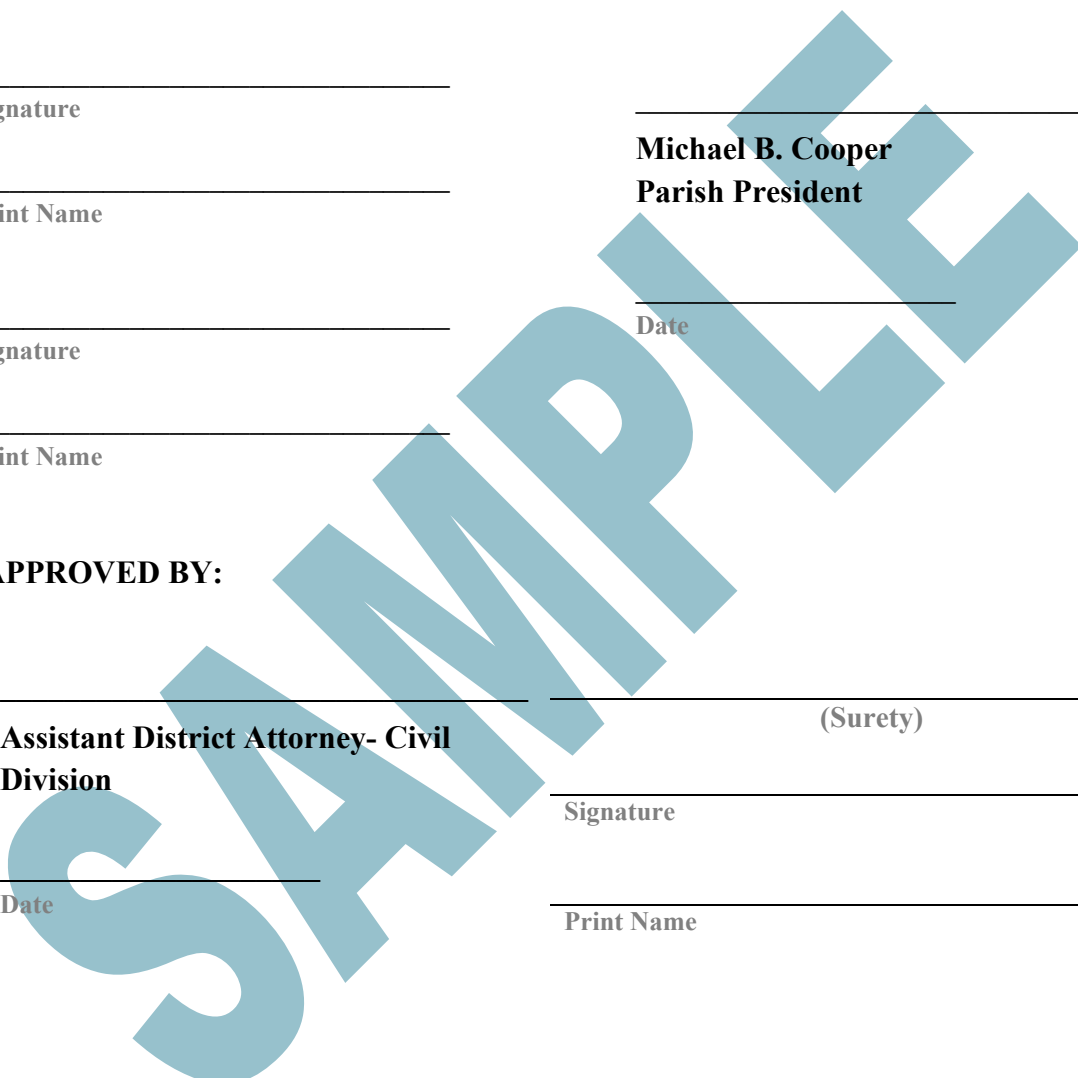 gnature
Michael B. Cooper
Parish President
int Name
Date
gnature
int Name
APPROVED BY:
Assistant District Attorney- Civil
Division
Date
(Surety)
Signature
Print Name
SAMPLE